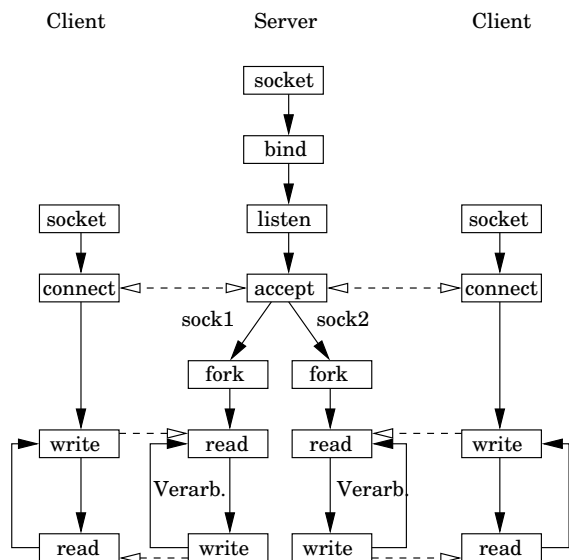 Client Server Client
socket
bind
socket listen socket
connect accept connect
sock1 sock2
fork fork
write read read write
Verarb. Verarb.
read write write read